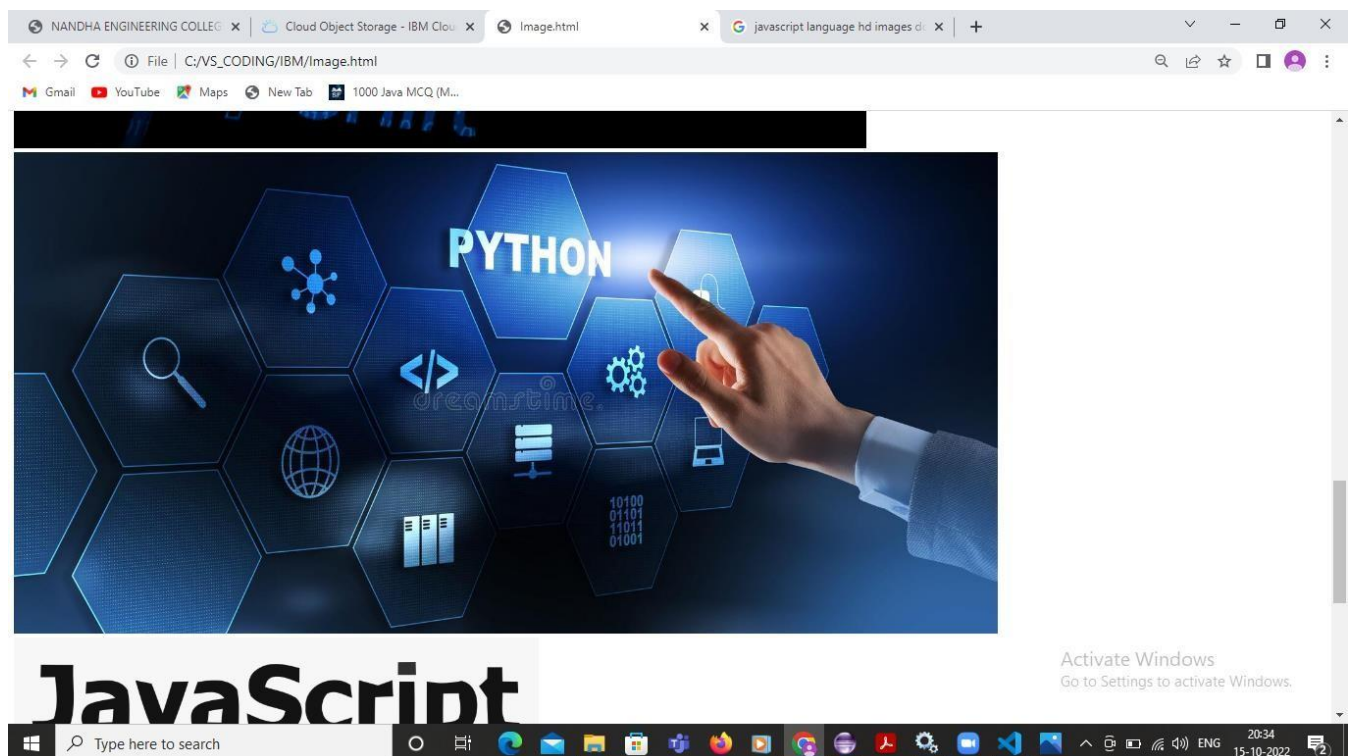 NANDHA ENGINEERING COLLEG
Cloud Object Storage - IBM Clou
Image.html
javascript language hd images d
File
C:/VS_CODING/IBM/Image.html
Gmail
YouTube
Maps
New Tab
1000 Java MCQ (M...
PYTHON
</>
dreamstime.
10100
01101
11011
01001
JavaScript
Activate Windows
Go to Settings to activate Windows.
Type here to search
ENG
20:34
15-10-2022
2